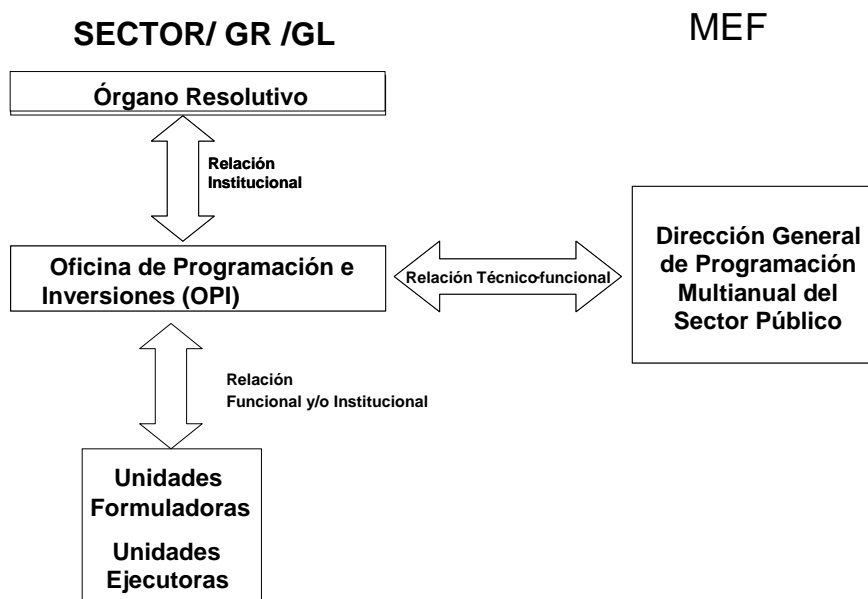 SECTOR/ GR /GL
MEF
Órgano Resolutivo
Relación
Institucional
Oficina de Programación e
Inversiones (OPI)
Relación Técnico-funcional
Dirección General
de Programación
Multianual del
Sector Público
Relación
Funcional y/o Institucional
Unidades
Formuladoras
Unidades
Ejecutoras